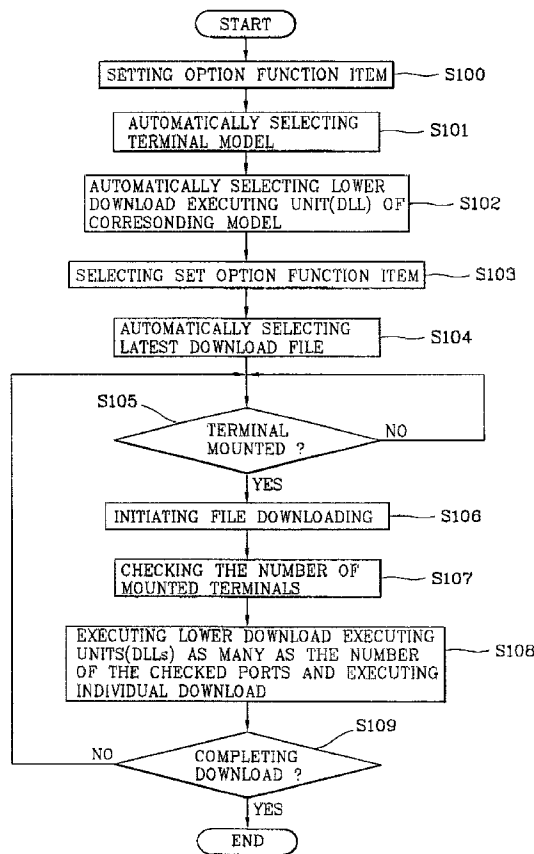 START
SETTING OPTION FUNCTION ITEM
S100
AUTOMATICALLY SELECTING
TERMINAL MODEL
S101
AUTOMATICALLY SELECTING LOWER
DOWNLOAD EXECUTING UNIT(DLL) OF
CORRESONDING MODEL
S102
SELECTING SET OPTION FUNCTION ITEM
S103
AUTOMATICALLY SELECTING
LATEST DOWNLOAD FILE
S104
S105
TERMINAL
MOUNTED ?
NO
YES
INITIATING FILE DOWNLOADING
S106
CHECKING THE NUMBER OF
MOUNTED TERMINALS
S107
EXECUTING LOWER DOWNLOAD EXECUTING
UNITS(DLLs) AS MANY AS THE NUMBER
OF THE CHECKED PORTS AND EXECUTING
INDIVIDUAL DOWNLOAD
S108
S109
NO
COMPLETING
DOWNLOAD ?
YES
END